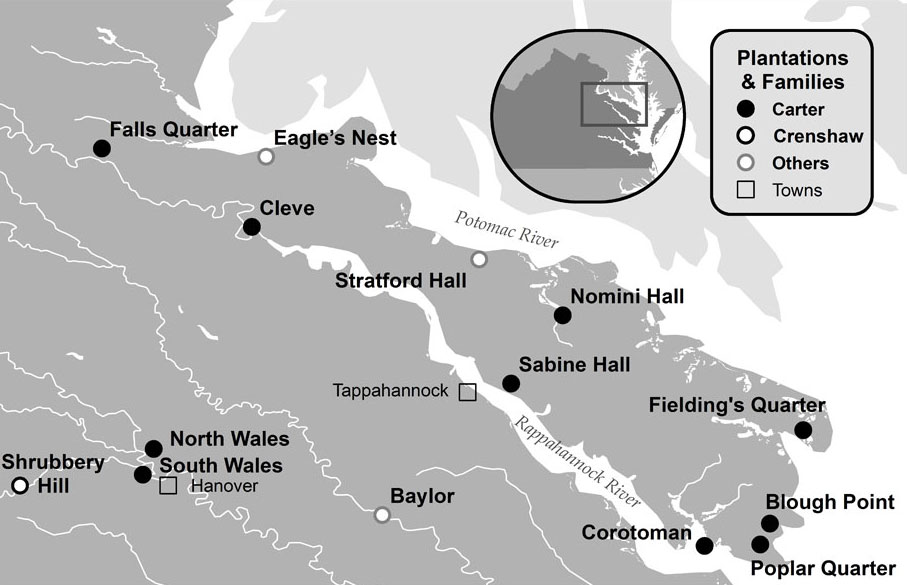 Plantations
& Families
Carter
Crenshaw
Others
Towns
Falls Quarter
Eagle's Nest
Cleve
Potomac River
Stratford Hall
Nomini Hall
Sabine Hall
Tappahannock
Fielding's Quarter
Rappahannock River
North Wales
South Wales
Shrubbery
Hill
Hanover
Baylor
Blough Point
Corotoman
Poplar Quarter